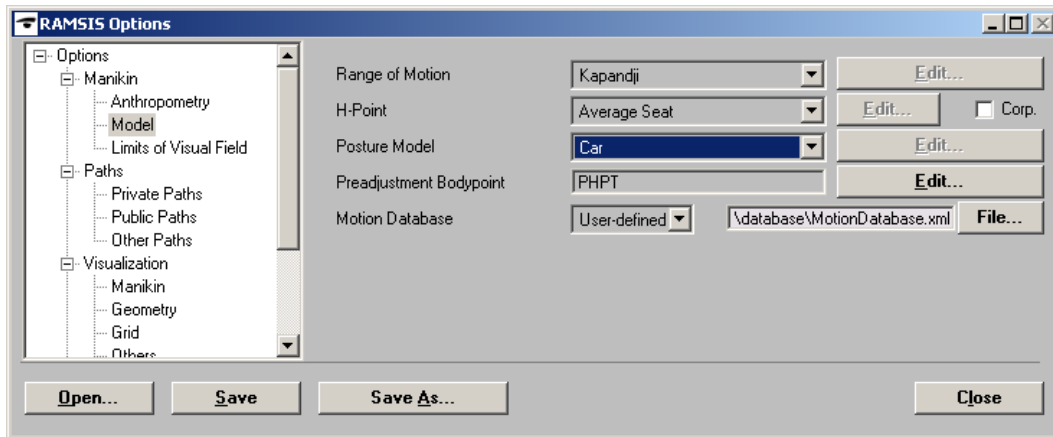 RAMSIS Options
Options
Manikin
Anthropometry
Model
Limits of Visual Field
Paths
Private Paths
Public Paths
Other Paths
Visualization
Manikin
Geometry
Grid
Others
Range of Motion Kapandji Edit...
H-Point Average Seat Edit... Corp.
Posture Model Car Edit...
Preadjustment Bodypoint PHPT Edit...
Motion Database User-defined \database\MotionDatabase.xml File...
Open... Save Save As... Close